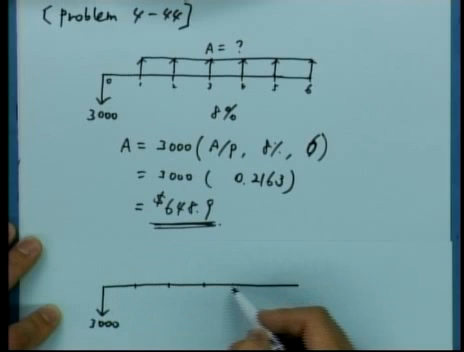 [Problem 4-44]
A = ?
0 1 2 3 4 5 6
3000
8%
A = 3000 (A/P, 8%, 6)
= 3000 ( 0.2163)
= $648.9
3000